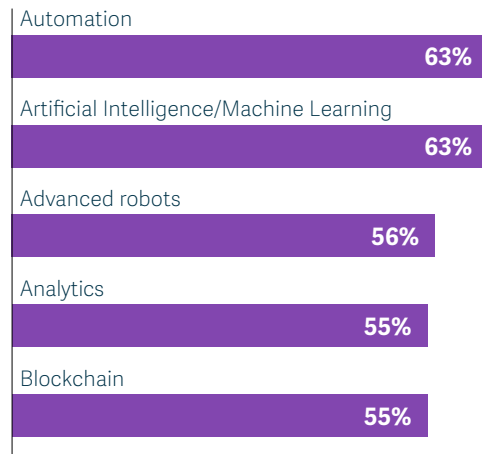 Automation
63%
Artificial Intelligence/Machine Learning
63%
Advanced robots
56%
Analytics
55%
Blockchain
55%